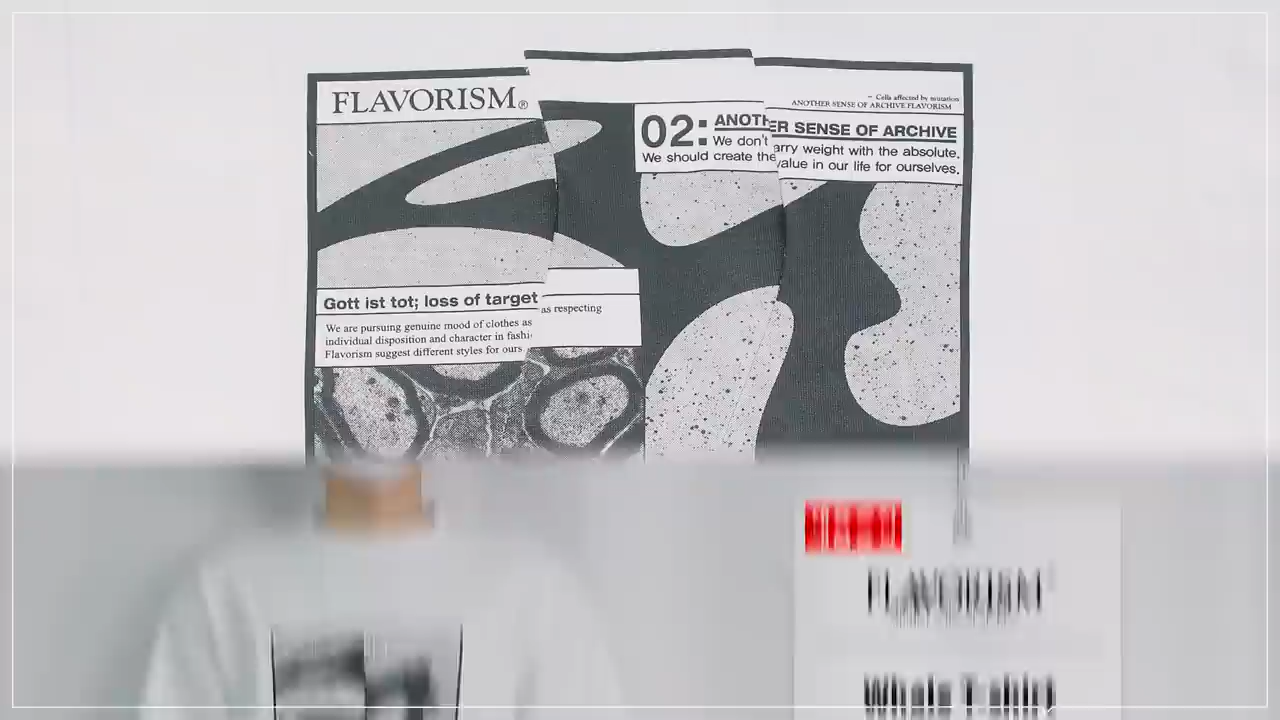 FLAVORISM®
Gott ist tot; loss of target
We are pursuing genuine mood of clothes as
individual disposition and character in fashi
Flavorism suggest different styles for ours
as respecting
02:
ANOTH
We don't
We should create the
Cells affected by mutation
ANOTHER SENSE OF ARCHIVE FLAVORISM
ER SENSE OF ARCHIVE
arry weight with the absolute.
value in our life for ourselves.
FLAVORISM
Whale T-shirt